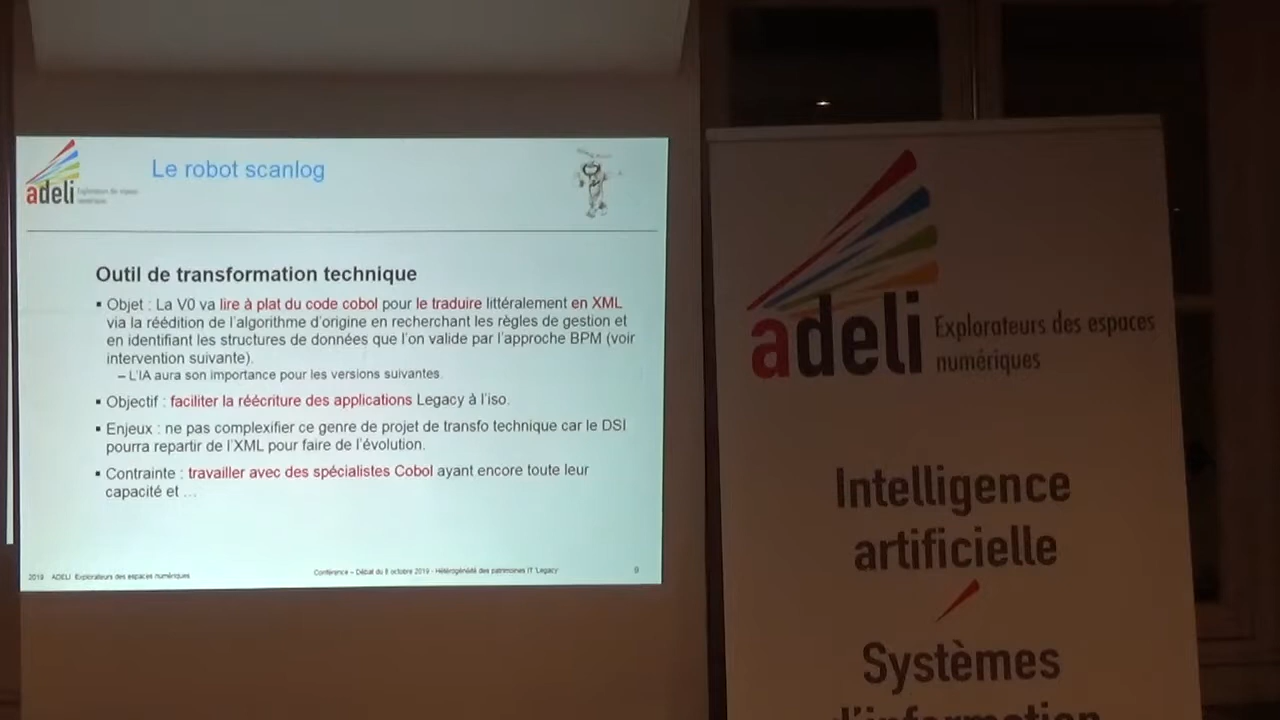 adeli
Explorateurs des espaces
numériques
Le robot scanlog
Outil de transformation technique
▪ Objet : La V0 va lire à plat du code cobol pour le traduire littéralement en XML
via la réédition de l'algorithme d'origine en recherchant les règles de gestion et
en identifiant les structures de données que l'on valide par l'approche BPM (voir
intervention suivante).
– L'IA aura son importance pour les versions suivantes.
▪ Objectif : faciliter la réécriture des applications Legacy à l'iso.
▪ Enjeux : ne pas complexifier ce genre de projet de transfo technique car le DSI
pourra repartir de l'XML pour faire de l'évolution.
▪ Contrainte : travailler avec des spécialistes Cobol ayant encore toute leur
capacité et ...
2019 ADELI Explorateurs des espaces numériques
Conférence – Débat du 8 octobre 2019 - Hétérogénéité des patrimoines IT 'Legacy'
9
adeli
Explorateurs des espaces
numériques
Intelligence
artificielle
Systèmes
d'information